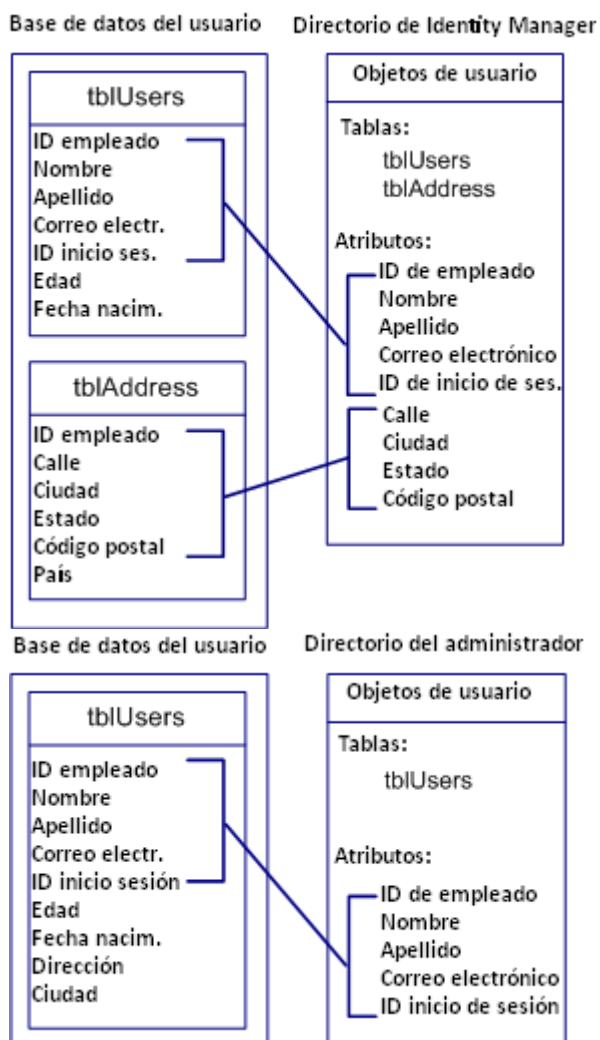 Base de datos del usuario
Directorio de Identity Manager
tblUsers
ID empleado
Nombre
Apellido
Correo electr.
ID inicio ses.
Edad
Fecha nacim.
tblAddress
ID empleado
Calle
Ciudad
Estado
Código postal
País
Objetos de usuario
Tablas:
tblUsers
tblAddress
Atributos:
ID de empleado
Nombre
Apellido
Correo electrónico
ID de inicio de ses.
Calle
Ciudad
Estado
Código postal
Base de datos del usuario
Directorio del administrador
tblUsers
ID empleado
Nombre
Apellido
Correo electr.
ID inicio sesión
Edad
Fecha nacim.
Dirección
Ciudad
Objetos de usuario
Tablas:
tblUsers
Atributos:
ID de empleado
Nombre
Apellido
Correo electrónico
ID inicio de sesión